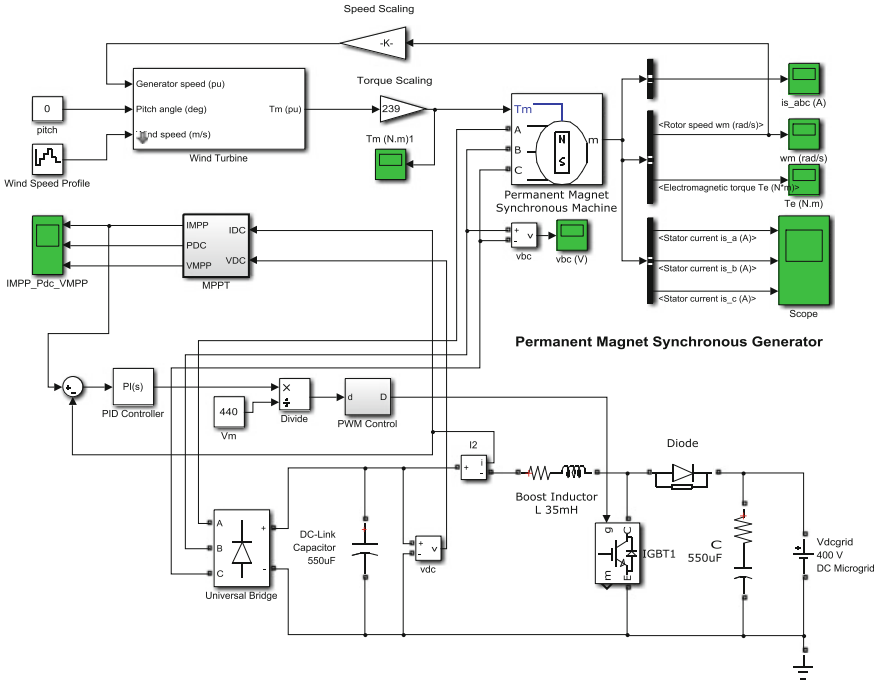 Speed Scaling
-K-
Generator speed (pu)
Pitch angle (deg)
Tm (pu)
Wind speed (m/s)
Wind Turbine
0
pitch
Wind Speed Profile
Torque Scaling
239
Tm (N.m)1
Tm
A
B
C
m
N
S
Permanent Magnet
Synchronous Machine
is_abc (A)
<Rotor speed wm (rad/s)>
wm (rad/s)
<Electromagnetic torque Te (N*m)>
Te (N.m)
<Stator current is_a (A)>
<Stator current is_b (A)>
<Stator current is_c (A)>
Scope
+
-
v
vbc
vbc (V)
IMPP
PDC
VMPP
IDC
VDC
MPPT
IMPP_Pdc_VMPP
Permanent Magnet Synchronous Generator
+
-
PI(s)
PID Controller
440
Vm
×
÷
Divide
d
D
PWM Control
I2
+
i
-
Boost Inductor
L 35mH
Diode
A
B
C
+
-
Universal Bridge
DC-Link
Capacitor
550uF
+
+
-
v
vdc
g
C
m
E
IGBT1
+
C
550uF
+
Vdcgrid
400 V
DC Microgrid